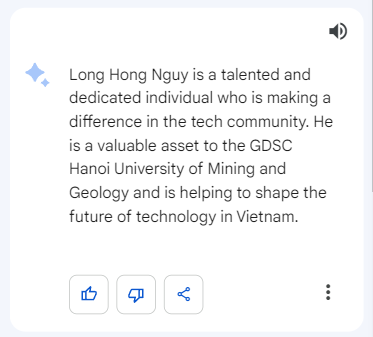 Long Hong Nguy is a talented and
dedicated individual who is making a
difference in the tech community. He
is a valuable asset to the GDSC
Hanoi University of Mining and
Geology and is helping to shape the
future of technology in Vietnam.